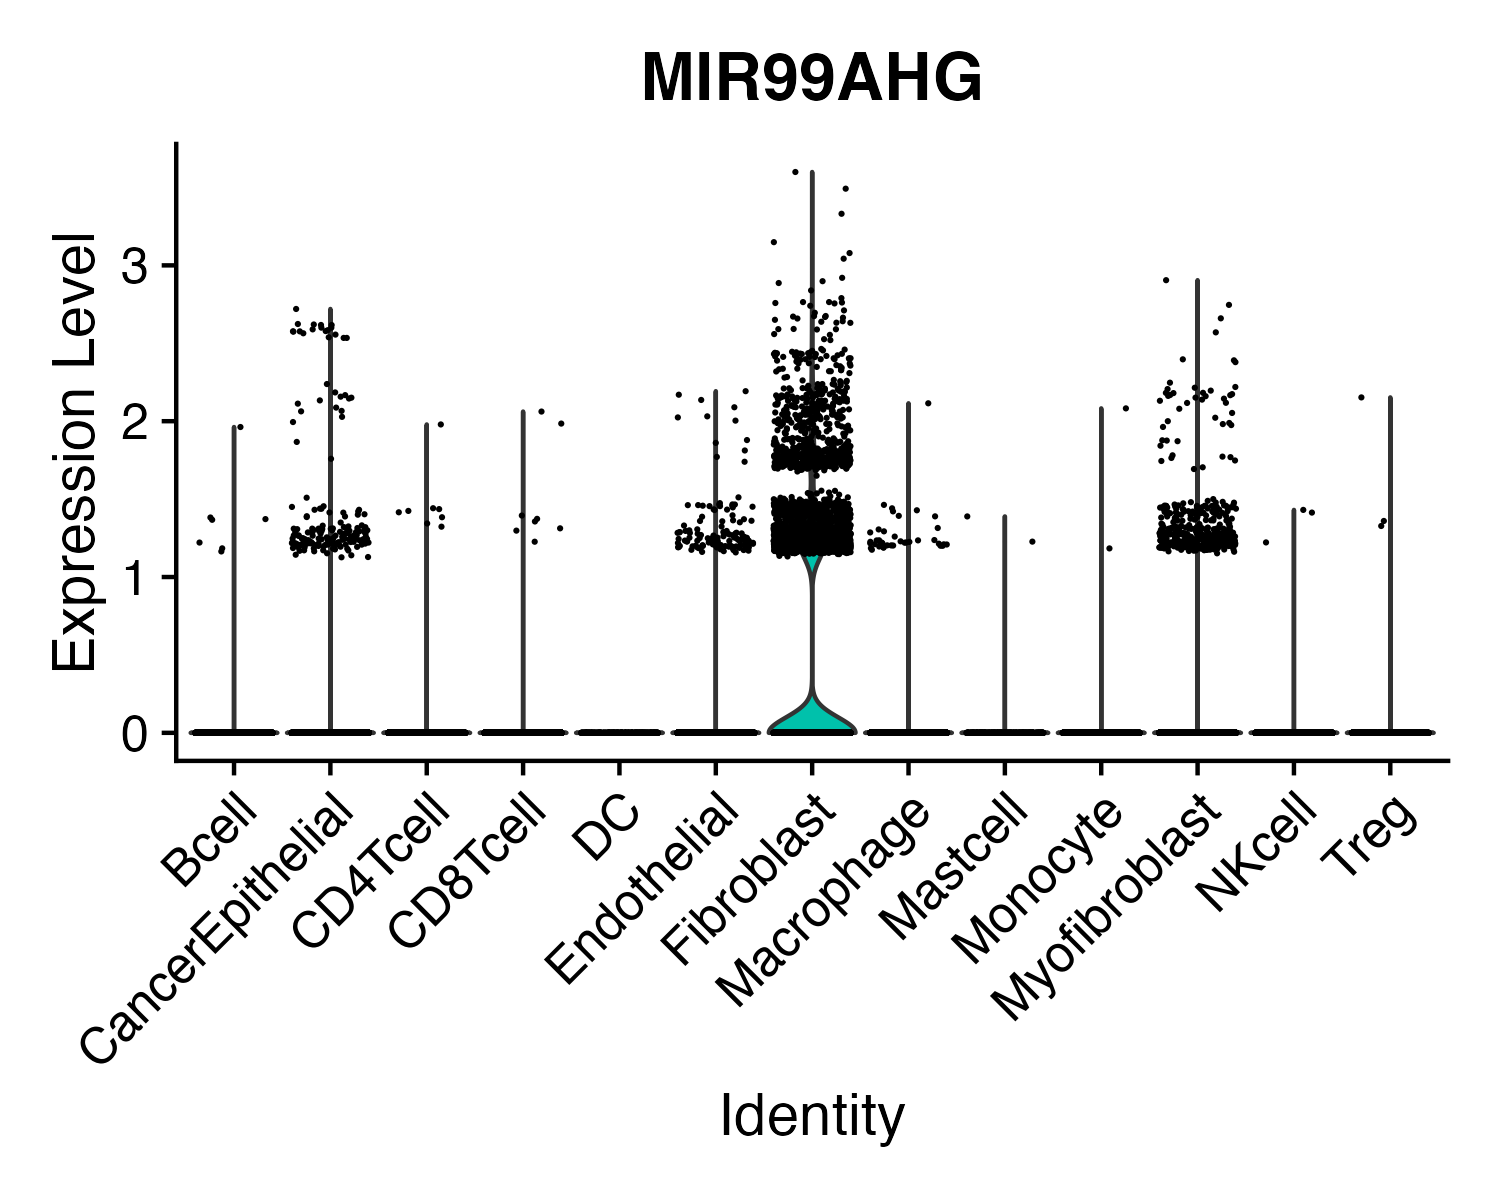 MIR99AHG
Expression Level
3
2
1
0
Bcell
CancerEpithelial
CD4Tcell
CD8Tcell
DC
Endothelial
Fibroblast
Macrophage
Mastcell
Monocyte
Myofibroblast
NKcell
Treg
Identity